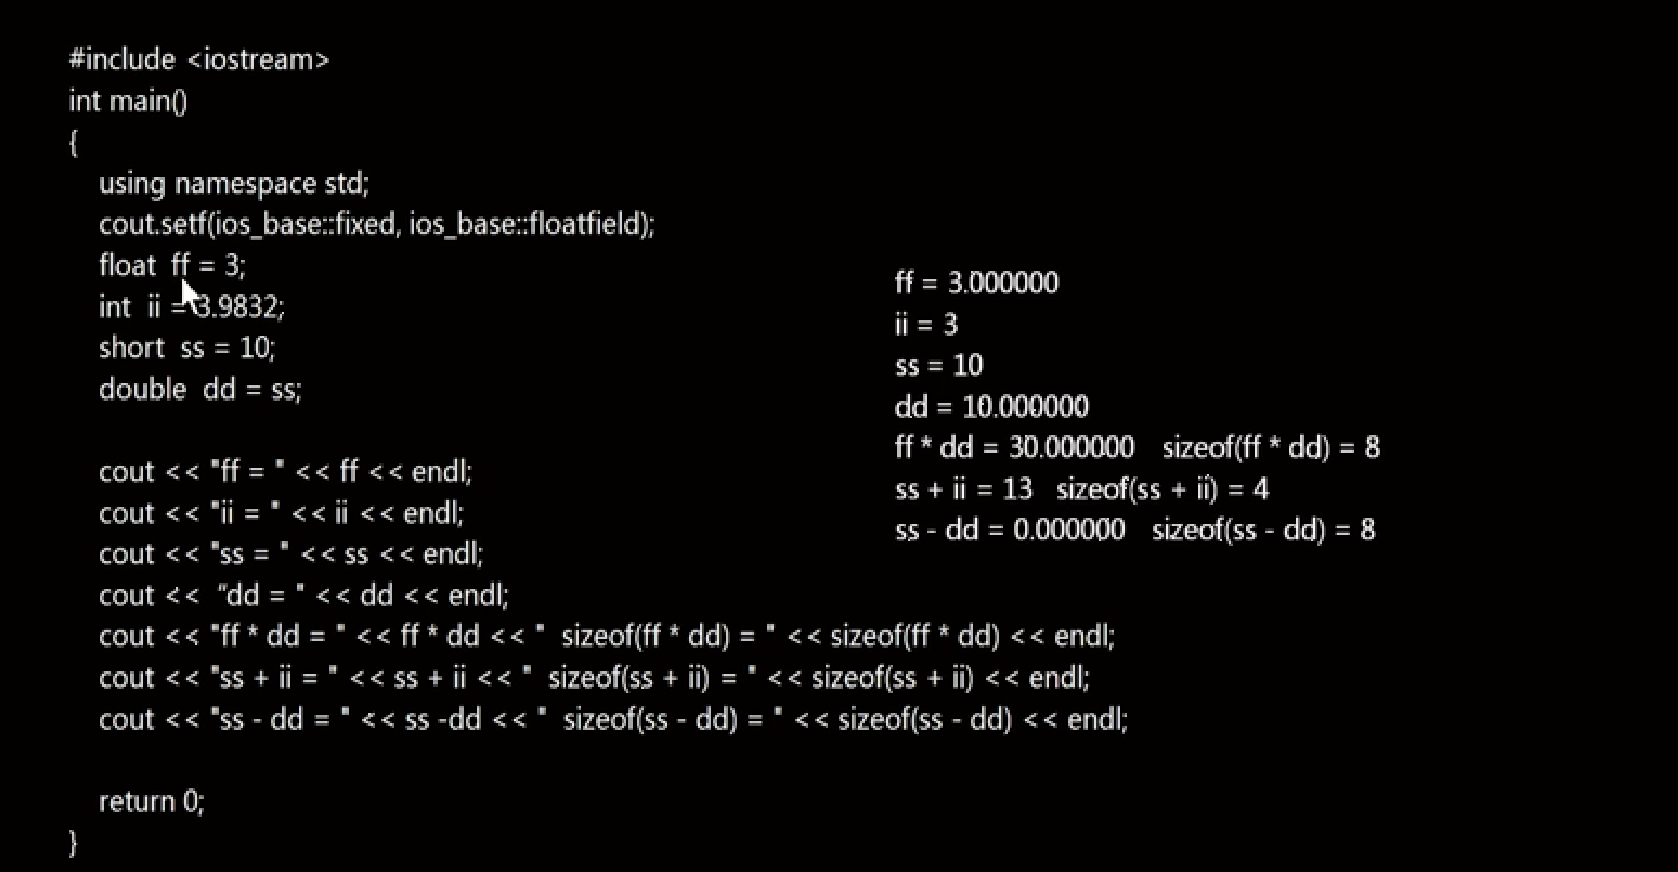 #include <iostream>
int main()
{
using namespace std;
cout.setf(ios_base::fixed, ios_base::floatfield);
float ff = 3;
int ii = 3.9832;
short ss = 10;
double dd = ss;
cout << "ff = " << ff << endl;
cout << "ii = " << ii << endl;
cout << "ss = " << ss << endl;
cout << "dd = " << dd << endl;
cout << "ff * dd = " << ff * dd << " sizeof(ff * dd) = " << sizeof(ff * dd) << endl;
cout << "ss + ii = " << ss + ii << " sizeof(ss + ii) = " << sizeof(ss + ii) << endl;
cout << "ss - dd = " << ss -dd << " sizeof(ss - dd) = " << sizeof(ss - dd) << endl;
return 0;
}
ff = 3.000000
ii = 3
ss = 10
dd = 10.000000
ff * dd = 30.000000 sizeof(ff * dd) = 8
ss + ii = 13 sizeof(ss + ii) = 4
ss - dd = 0.000000 sizeof(ss - dd) = 8